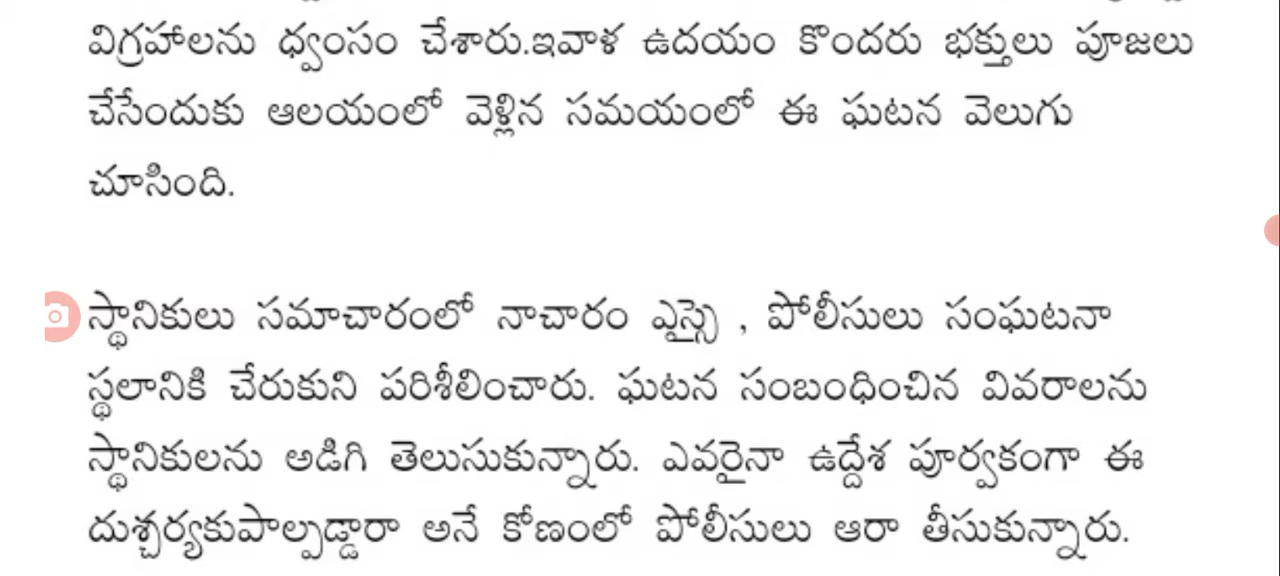 విగ్రహాలను ధ్వంసం చేశారు.ఇవాళ ఉదయం కొందరు భక్తులు పూజలు
చేసేందుకు ఆలయంలో వెళ్లిన సమయంలో ఈ ఘటన వెలుగు
చూసింది.
స్థానికులు సమాచారంలో నాచారం ఎస్సై , పోలీసులు సంఘటనా
స్థలానికి చేరుకుని పరిశీలించారు. ఘటన సంబంధించిన వివరాలను
స్థానికులను అడిగి తెలుసుకున్నారు. ఎవరైనా ఉద్దేశ పూర్వకంగా ఈ
దుశ్చర్యకుపాల్పడ్డారా అనే కోణంలో పోలీసులు ఆరా తీసుకున్నారు.